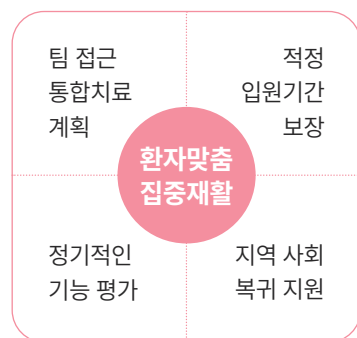 팀 접근
통합치료
계획
적정
입원기간
보장
환자맞춤
집중재활
정기적인
기능 평가
지역 사회
복귀 지원